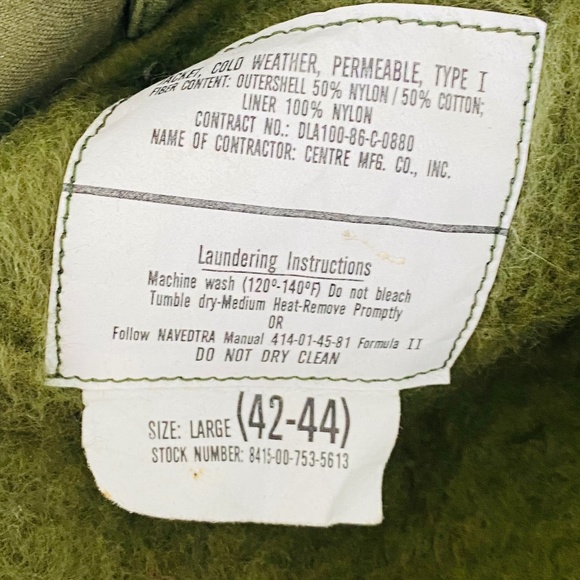 JACKET, COLD WEATHER, PERMEABLE, TYPE I
FIBER CONTENT: OUTERSHELL 50% NYLON/50% COTTON;
LINER 100% NYLON
CONTRACT NO.: DLA100-86-C-0880
NAME OF CONTRACTOR: CENTRE MFG. CO., INC.
Laundering Instructions
Machine wash (120°-140°F) Do not bleach
Tumble dry-Medium Heat-Remove Promptly
OR
Follow NAVEDTRA Manual 414-01-45-81 Formula II
DO NOT DRY CLEAN
SIZE: LARGE (42-44)
STOCK NUMBER: 8415-00-753-5613